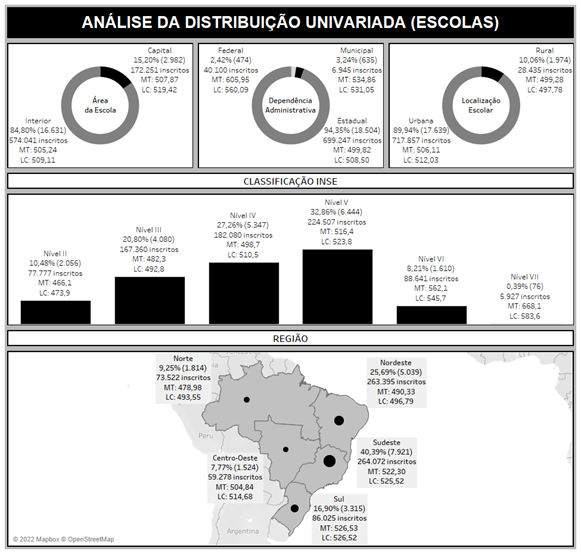 ANÁLISE DA DISTRIBUIÇÃO UNIVARIADA (ESCOLAS)
Capital
15,20% (2.982)
172.251 inscritos
MT: 507,87
LC: 519,42
Área
da Escola
Interior
84,80% (16.631)
574.041 inscritos
MT: 505,24
LC: 509,11
Federal
2,42% (474)
40.100 inscritos
MT: 605,95
LC: 560,09
Municipal
3,24% (635)
6.945 inscritos
MT: 534,86
LC: 531,05
Dependência
Administrativa
Estadual
94,35% (18.504)
699.247 inscritos
MT: 499,82
LC: 508,50
Rural
10,06% (1.974)
28.435 inscritos
MT: 499,28
LC: 497,78
Localização
Escolar
Urbana
89,94% (17.639)
717.857 inscritos
MT: 506,11
LC: 512,03
CLASSIFICAÇÃO INSE
Nível II
10,48% (2.056)
77.777 inscritos
MT: 466,1
LC: 473,9
Nível III
20,80% (4.080)
167.360 inscritos
MT: 482,3
LC: 492,8
Nível IV
27,26% (5.347)
182.080 inscritos
MT: 498,7
LC: 510,5
Nível V
32,86% (6.444)
224.507 inscritos
MT: 516,4
LC: 523,8
Nível VI
8,21% (1.610)
88.641 inscritos
MT: 562,1
LC: 545,7
Nível VII
0,39% (76)
5.927 inscritos
MT: 668,1
LC: 583,6
REGIÃO
Norte
9,25% (1.814)
73.522 inscritos
MT: 478,98
LC: 493,55
Nordeste
25,69% (5.039)
263.395 inscritos
MT: 490,33
LC: 496,79
Peru
Sudeste
40,39% (7.921)
264.072 inscritos
MT: 522,30
LC: 525,52
Centro-Oeste
7,77% (1.524)
59.278 inscritos
MT: 504,84
LC: 514,68
Sul
16,90% (3.315)
86.025 inscritos
MT: 526,53
LC: 526,52
Argentina
© 2022 Mapbox © OpenStreetMap